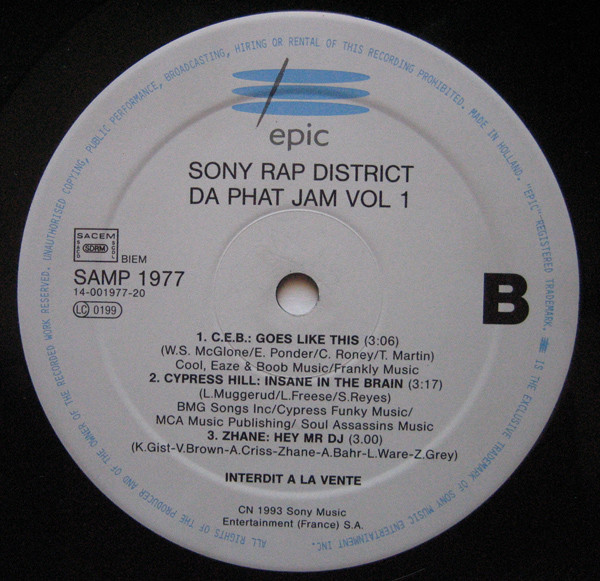 epic
SONY RAP DISTRICT
DA PHAT JAM VOL 1
SACEM
SACD SDRM SGDL
BIEM
SAMP 1977
14-001977-20
LC 0199
B
1. C.E.B.: GOES LIKE THIS (3:06)
(W.S. McGlone/E. Ponder/C. Roney/T. Martin)
Cool, Eaze & Boob Music/Frankly Music
2. CYPRESS HILL: INSANE IN THE BRAIN (3:17)
(L.Muggerud/L.Freese/S.Reyes)
BMG Songs Inc/Cypress Funky Music/
MCA Music Publishing/ Soul Assassins Music
3. ZHANE: HEY MR DJ (3.00)
(K.Gist-V.Brown-A.Criss-Zhane-A.Bahr-L.Ware-Z.Grey)
INTERDIT A LA VENTE
CN 1993 Sony Music
Entertainment (France) S.A.
ALL RIGHTS OF THE PRODUCER AND OF THE OWNER OF THE RECORDED WORK RESERVED. UNAUTHORISED COPYING, PUBLIC PERFORMANCE, BROADCASTING, HIRING OR RENTAL OF THIS RECORDING PROHIBITED. MADE IN HOLLAND. "EPIC" REGISTERED TRADEMARK. IS THE EXCLUSIVE TRADEMARK OF SONY MUSIC ENTERTAINMENT INC.